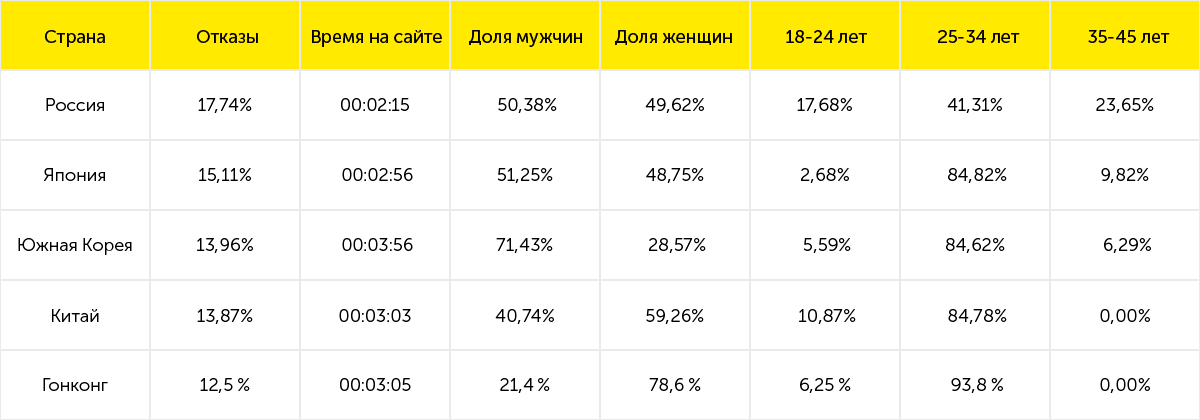 Страна Отказы Время на сайте Доля мужчин Доля женщин 18-24 лет 25-34 лет 35-45 лет
Россия 17,74% 00:02:15 50,38% 49,62% 17,68% 41,31% 23,65%
Япония 15,11% 00:02:56 51,25% 48,75% 2,68% 84,82% 9,82%
Южная Корея 13,96% 00:03:56 71,43% 28,57% 5,59% 84,62% 6,29%
Китай 13,87% 00:03:03 40,74% 59,26% 10,87% 84,78% 0,00%
Гонконг 12,5 % 00:03:05 21,4 % 78,6 % 6,25 % 93,8 % 0,00%